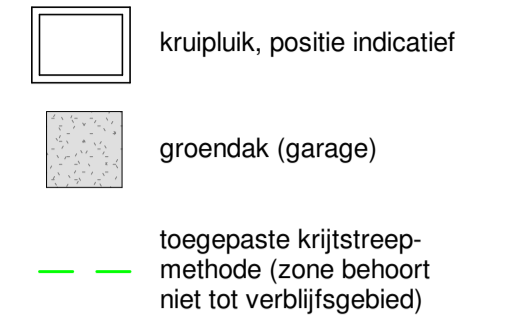 kruipluik, positie indicatief
groendak (garage)
toegepaste krijtstreep-
methode (zone behoort
niet tot verblijfsgebied)